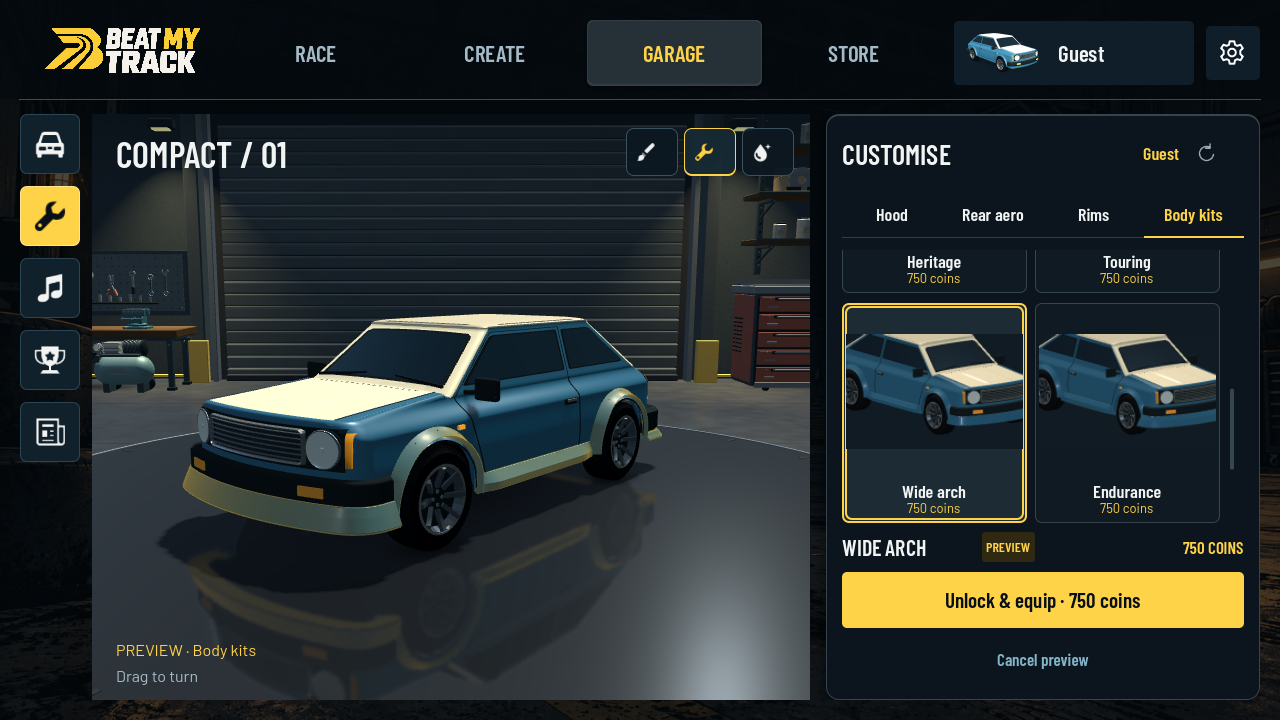 BEAT MY
TRACK
RACE
CREATE
GARAGE
STORE
Guest
COMPACT / 01
CUSTOMISE
Guest
Hood
Rear aero
Rims
Body kits
Heritage
750 coins
Touring
750 coins
Wide arch
750 coins
Endurance
750 coins
WIDE ARCH
PREVIEW
750 COINS
Unlock & equip · 750 coins
Cancel preview
PREVIEW · Body kits
Drag to turn